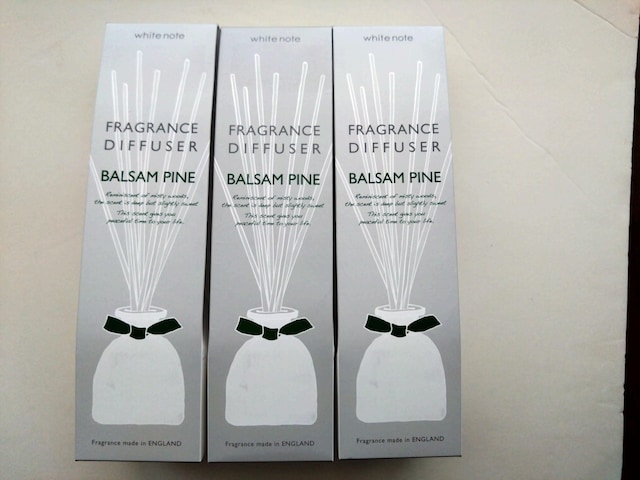 white note
FRAGRANCE
DIFFUSER
BALSAM PINE
Reminiscent of misty woods,
the scent is deep but slightly sweet
This scent gives you
peaceful time to your life.
Fragrance made in ENGLAND
white note
FRAGRANCE
DIFFUSER
BALSAM PINE
Reminiscent of misty woods,
the scent is deep but slightly sweet
This scent gives you
peaceful time to your life.
Fragrance made in ENGLAND
white note
FRAGRANCE
DIFFUSER
BALSAM PINE
Reminiscent of misty woods,
the scent is deep but slightly sweet
This scent gives you
peaceful time to your life.
Fragrance made in ENGLAND